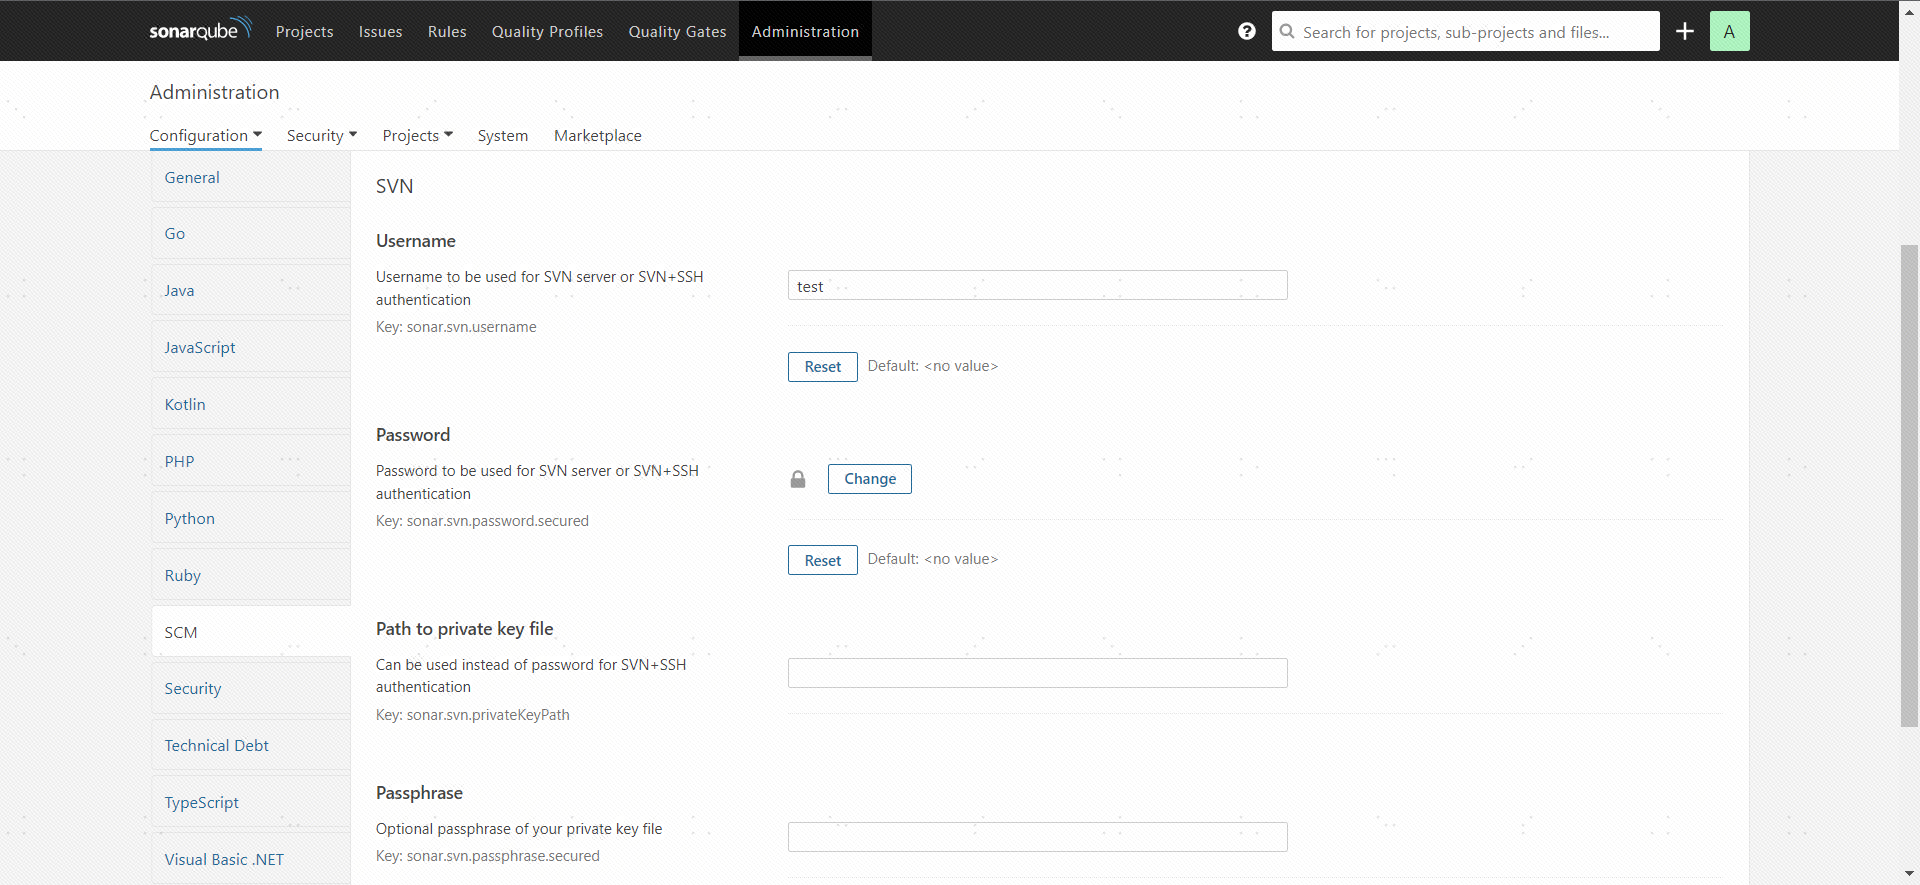 sonarqube Projects Issues Rules Quality Profiles Quality Gates Administration ? Search for projects, sub-projects and files... + A
Administration
Configuration Security Projects System Marketplace
General
Go
Java
JavaScript
Kotlin
PHP
Python
Ruby
SCM
Security
Technical Debt
TypeScript
Visual Basic .NET
SVN
Username
Username to be used for SVN server or SVN+SSH
authentication
Key: sonar.svn.username
test
Reset Default: <no value>
Password
Password to be used for SVN server or SVN+SSH
authentication
Key: sonar.svn.password.secured
Change
Reset Default: <no value>
Path to private key file
Can be used instead of password for SVN+SSH
authentication
Key: sonar.svn.privateKeyPath
Passphrase
Optional passphrase of your private key file
Key: sonar.svn.passphrase.secured